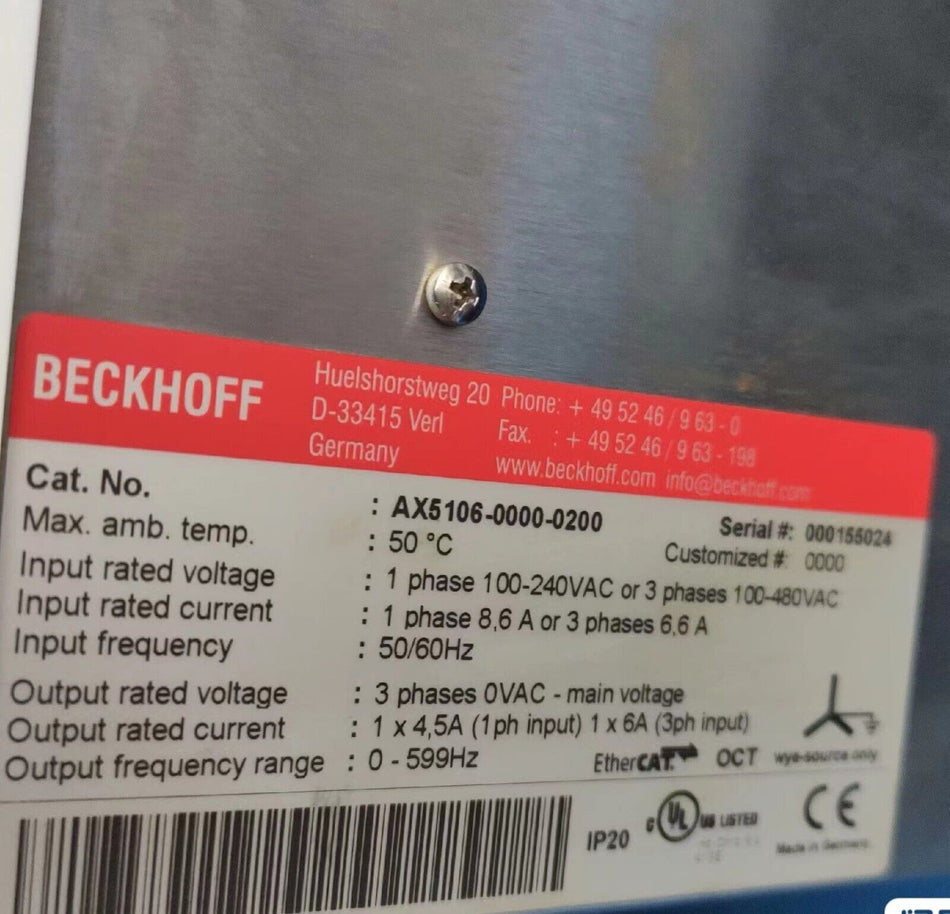 BECKHOFF
Huelshorstweg 20 Phone: + 49 52 46 / 9 63 - 0
D-33415 Verl Fax. : + 49 52 46 / 9 63 - 198
Germany www.beckhoff.com info@beckhoff.com
Cat. No. : AX5106-0000-0200 Serial #: 000155024
Max. amb. temp. : 50 °C Customized #: 0000
Input rated voltage : 1 phase 100-240VAC or 3 phases 100-480VAC
Input rated current : 1 phase 8,6 A or 3 phases 6,6 A
Input frequency : 50/60Hz
Output rated voltage : 3 phases 0VAC - main voltage
Output rated current : 1 x 4,5A (1ph input) 1 x 6A (3ph input)
Output frequency range : 0 - 599Hz
EtherCAT OCT wye-source only
IP20 c UL us LISTED CE
Made in Germany